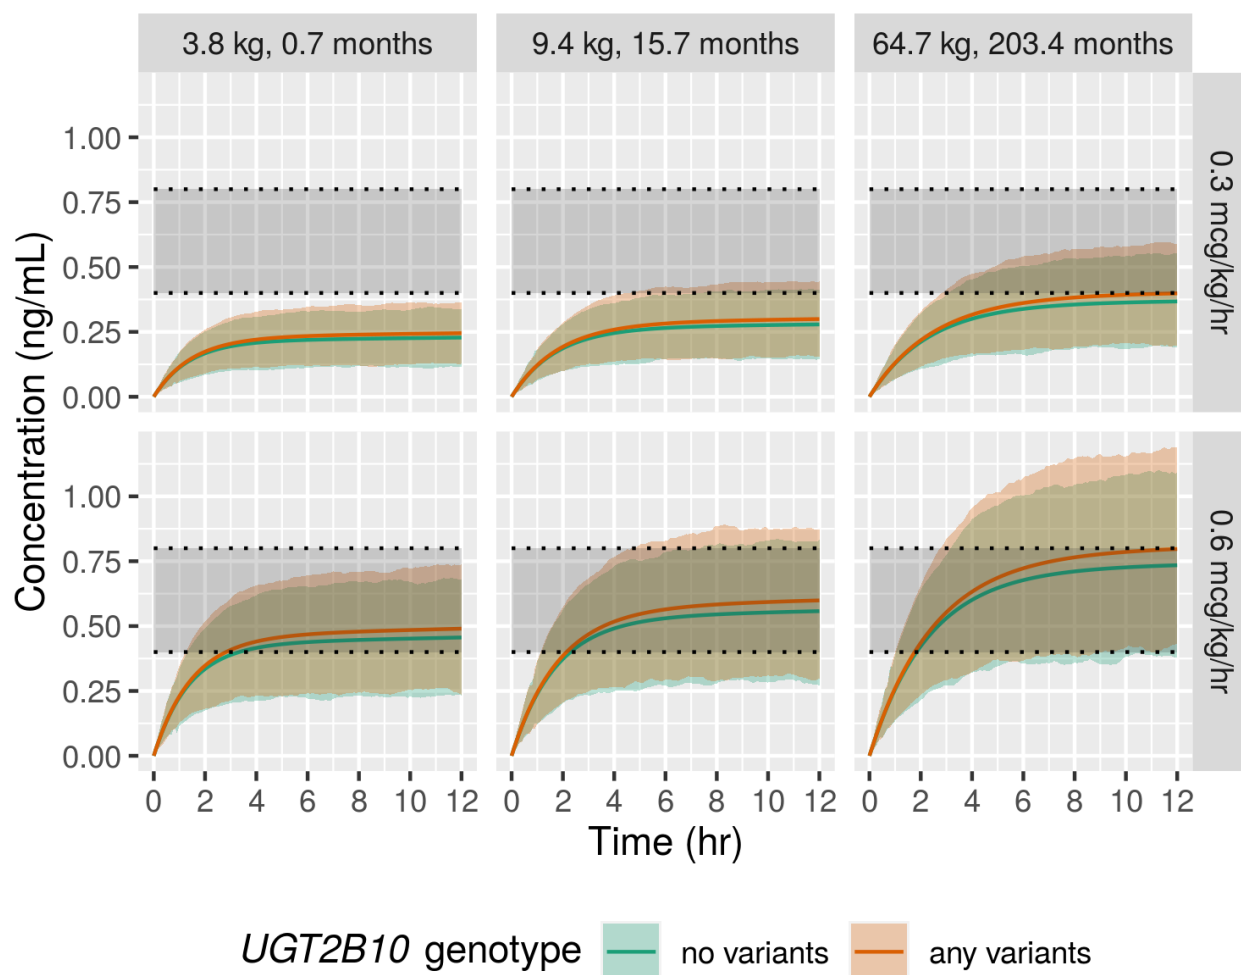 3.8 kg, 0.7 months
9.4 kg, 15.7 months
64.7 kg, 203.4 months
Concentration (ng/mL)
1.00
0.75
0.50
0.25
0.00
0.3 mcg/kg/hr
1.00
0.75
0.50
0.25
0.00
0.6 mcg/kg/hr
0 2 4 6 8 10 12
0 2 4 6 8 10 12
0 2 4 6 8 10 12
Time (hr)
UGT2B10 genotype no variants any variants